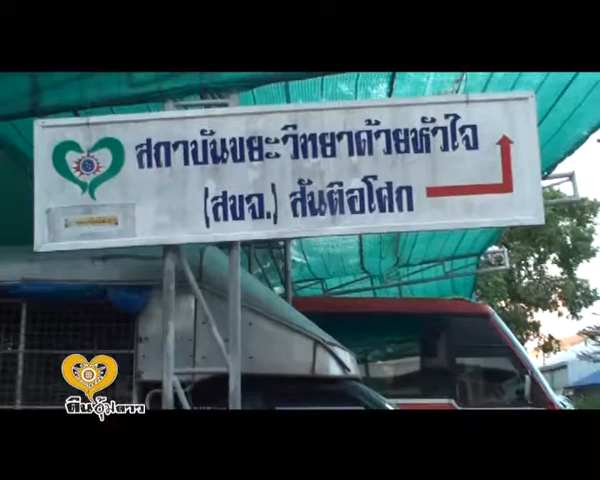 สถาบันขยะวิทยาด้วยหัวใจ
(สขจ.) สันติอโศก